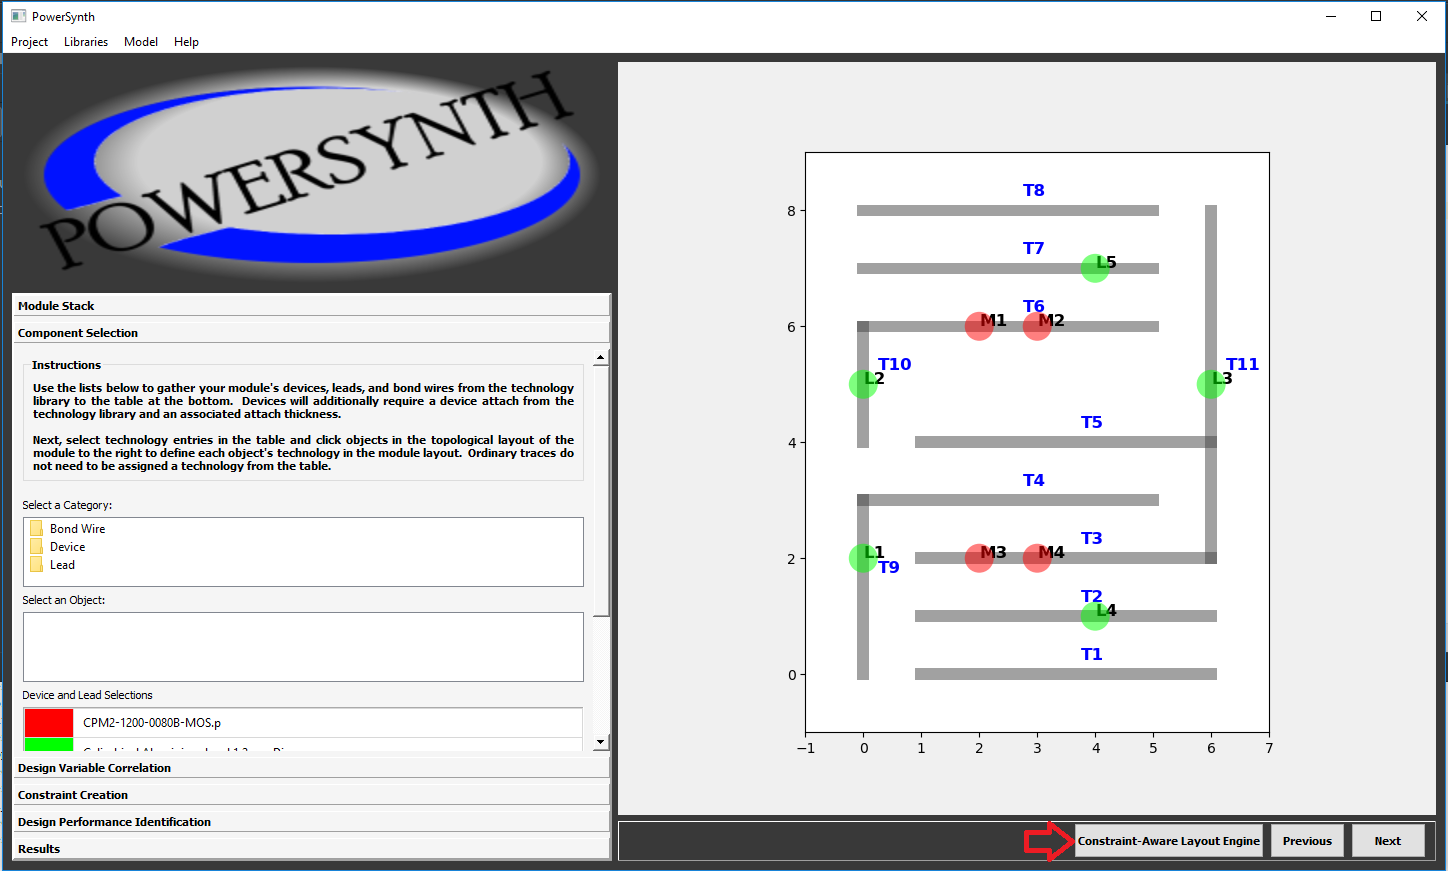 PowerSynth
Project Libraries Model Help
POWERSYNTH
Module Stack
Component Selection
Instructions
Use the lists below to gather your module's devices, leads, and bond wires from the technology
library to the table at the bottom. Devices will additionally require a device attach from the
technology library and an associated attach thickness.
Next, select technology entries in the table and click objects in the topological layout of the
module to the right to define each object's technology in the module layout. Ordinary traces do
not need to be assigned a technology from the table.
Select a Category:
Bond Wire
Device
Lead
Select an Object:
Device and Lead Selections
CPM2-1200-0080B-MOS.p
Design Variable Correlation
Constraint Creation
Design Performance Identification
Results
T8
8
T7
L5
T6
6
M1 M2
T10 T11
L2 L3
T5
4
T4
T3
2
L1 M3 M4
T9
T2
L4
T1
0
−1 0 1 2 3 4 5 6 7
Constraint-Aware Layout Engine Previous Next